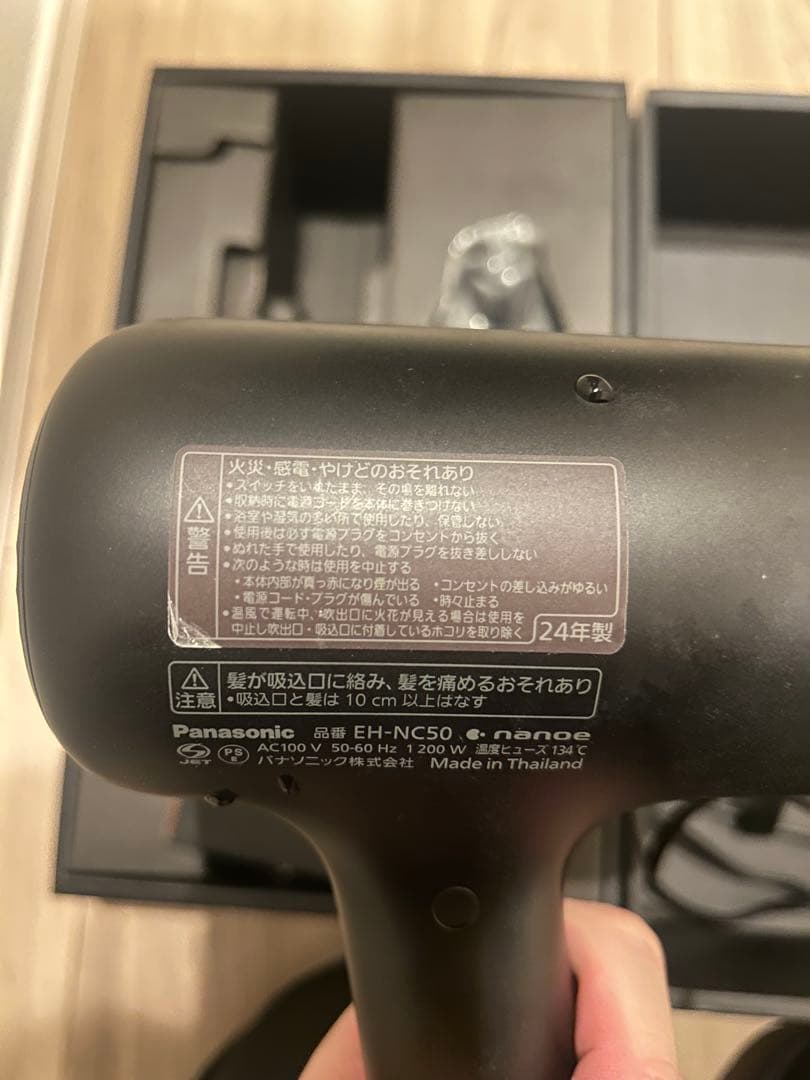 警告
火災・感電・やけどのおそれあり
•スイッチをいれたまま、その場を離れない
•収納時に電源コードを本体に巻きつけない
•浴室や湿気の多い所で使用したり、保管しない
•使用後は必ず電源プラグをコンセントから抜く
•ぬれた手で使用したり、電源プラグを抜き差ししない
•次のような時は使用を中止する
•本体内部が真っ赤になり煙が出る •コンセントの差し込みがゆるい
•電源コード・プラグが傷んでいる •時々止まる
•温風で運転中、*吹出口に火花が見える場合は使用を
中止し吹出口・吸込口に付着しているホコリを取り除く
24年製
注意
髪が吸込口に絡み、髪を痛めるおそれあり
•吸込口と髪は 10 cm 以上はなす
Panasonic 品番 EH-NC50 nanoe
JET PS E AC100 V 50-60 Hz 1 200 W 温度ヒューズ 134℃
パナソニック株式会社 Made in Thailand